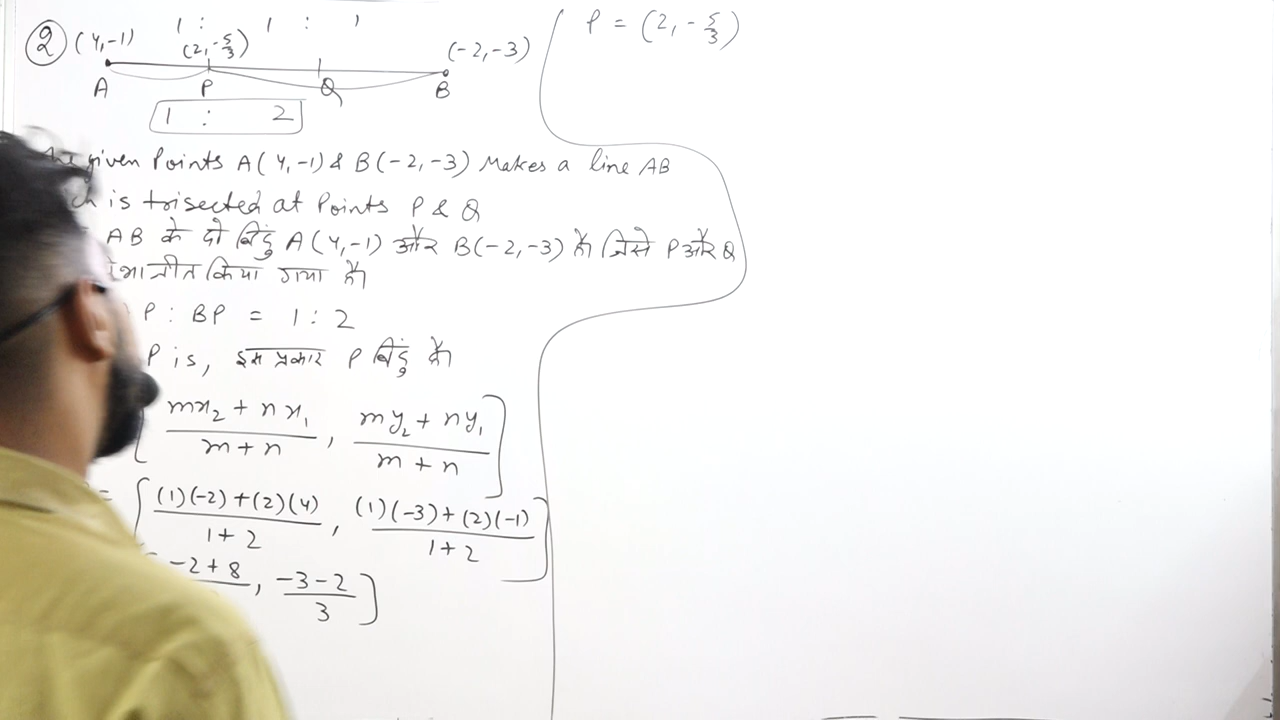 1 : 1 : 1
② (4,-1) (2,-5/3) (-2,-3)
A P Q B
1 : 2
given Points A(4,-1) & B(-2,-3) Makes a line AB
is trisected at Points P & Q
AB के दो बिंदु A(4,-1) और B(-2,-3) है जिसे P और Q
किया गया है
P : BP = 1 : 2
P is, इस प्रकार P बिंदु है
[ (mx₂ + nx₁)/(m+n) , (my₂ + ny₁)/(m+n) ]
= [ ((1)(-2)+(2)(4))/(1+2) , ((1)(-3)+(2)(-1))/(1+2) ]
-2+8 , (-3-2)/3 ]
P = (2, -5/3)